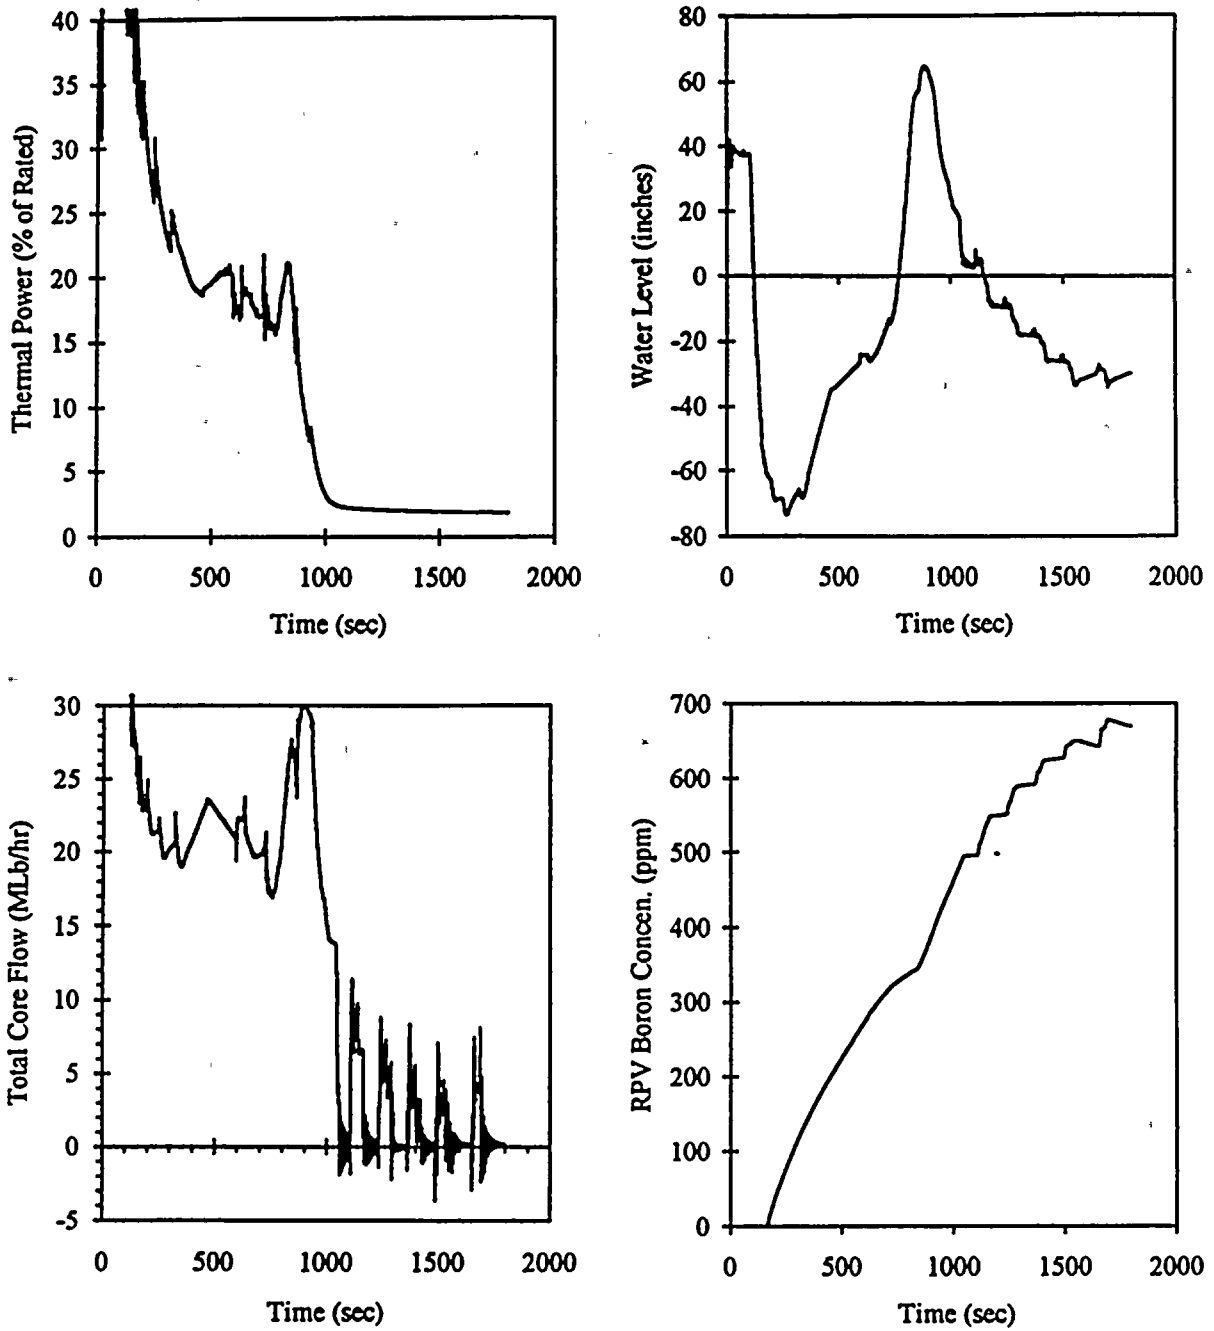 40
35
30
25
20
15
10
5
0
Thermal Power (% of Rated)
0 500 1000 1500 2000
Time (sec)
80
60
40
20
0
-20
-40
-60
-80
Water Level (inches)
0 500 1000 1500 2000
Time (sec)
30
25
20
15
10
5
0
-5
Total Core Flow (MLb/hr)
0 500 1000 1500 2000
Time (sec)
700
600
500
400
300
200
100
0
RPV Boron Concen. (ppm)
0 500 1000 1500 2000
Time (sec)